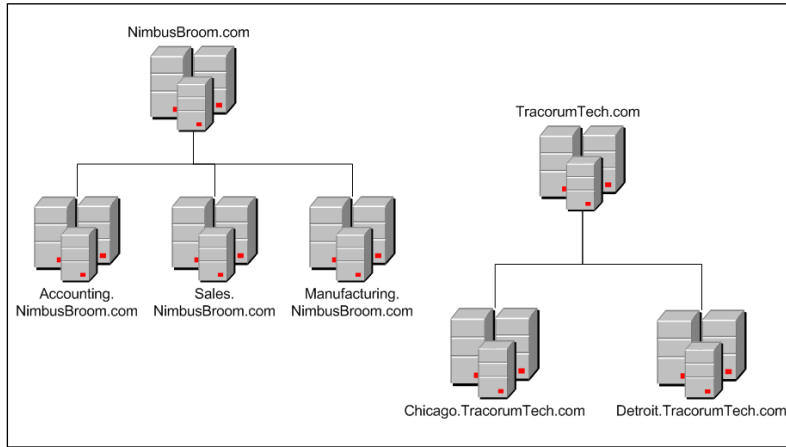 NimbusBroom.com
TracorumTech.com
Accounting.
NimbusBroom.com
Sales.
NimbusBroom.com
Manufacturing.
NimbusBroom.com
Chicago.TracorumTech.com
Detroit.TracorumTech.com